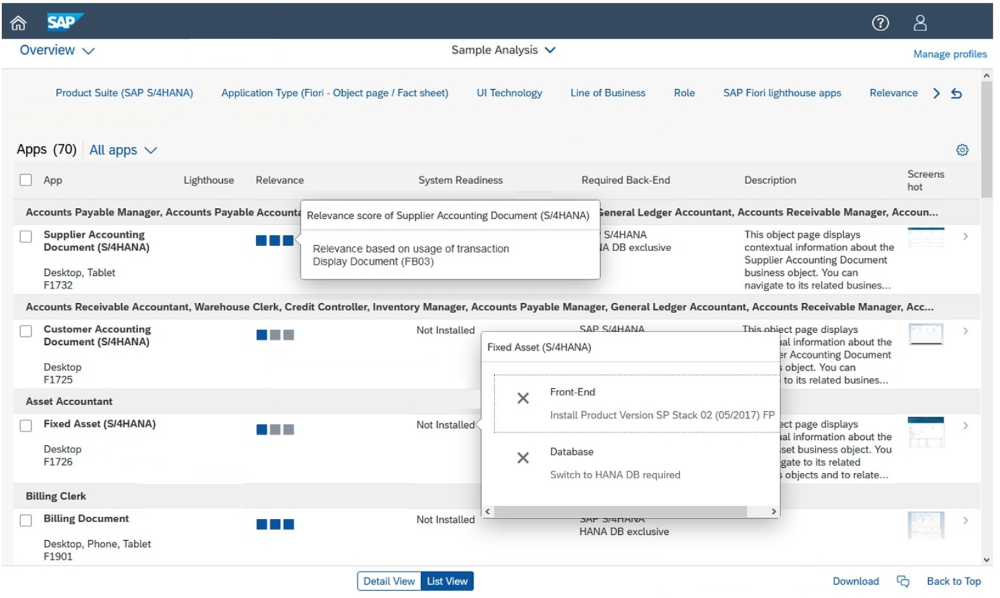 SAP
Overview
Sample Analysis
Manage profiles
Product Suite (SAP S/4HANA) Application Type (Fiori - Object page / Fact sheet) UI Technology Line of Business Role SAP Fiori lighthouse apps Relevance
Apps (70) All apps
App Lighthouse Relevance System Readiness Required Back-End Description Screens
hot
Accounts Payable Manager, Accounts Payable Accounta
General Ledger Accountant, Accounts Receivable Manager, Accoun...
Supplier Accounting
Document (S/4HANA)
Desktop, Tablet
F1732
Relevance score of Supplier Accounting Document (S/4HANA)
Relevance based on usage of transaction
Display Document (FB03)
S/4HANA
DB exclusive
This object page displays
contextual information about the
Supplier Accounting Document
business object. You can
navigate to its related busines...
Accounts Receivable Accountant, Warehouse Clerk, Credit Controller, Inventory Manager, Accounts Payable Manager, General Ledger Accountant, Accounts Receivable Manager, Acc...
Customer Accounting
Document (S/4HANA)
Desktop
F1725
Not Installed
SAP S/4HANA
This object page displays
ual information about the
er Accounting Document
object. You can
to its related busines...
Asset Accountant
Fixed Asset (S/4HANA)
Desktop
F1726
Not Installed
Fixed Asset (S/4HANA)
Front-End
Install Product Version SP Stack 02 (05/2017) FP
Database
Switch to HANA DB required
ect page displays
ual information about the
set business object. You
gate to its related
objects and to relate...
Billing Clerk
Billing Document
Desktop, Phone, Tablet
F1901
Not Installed
SAP S/4HANA
HANA DB exclusive
Detail View List View
Download
Back to Top